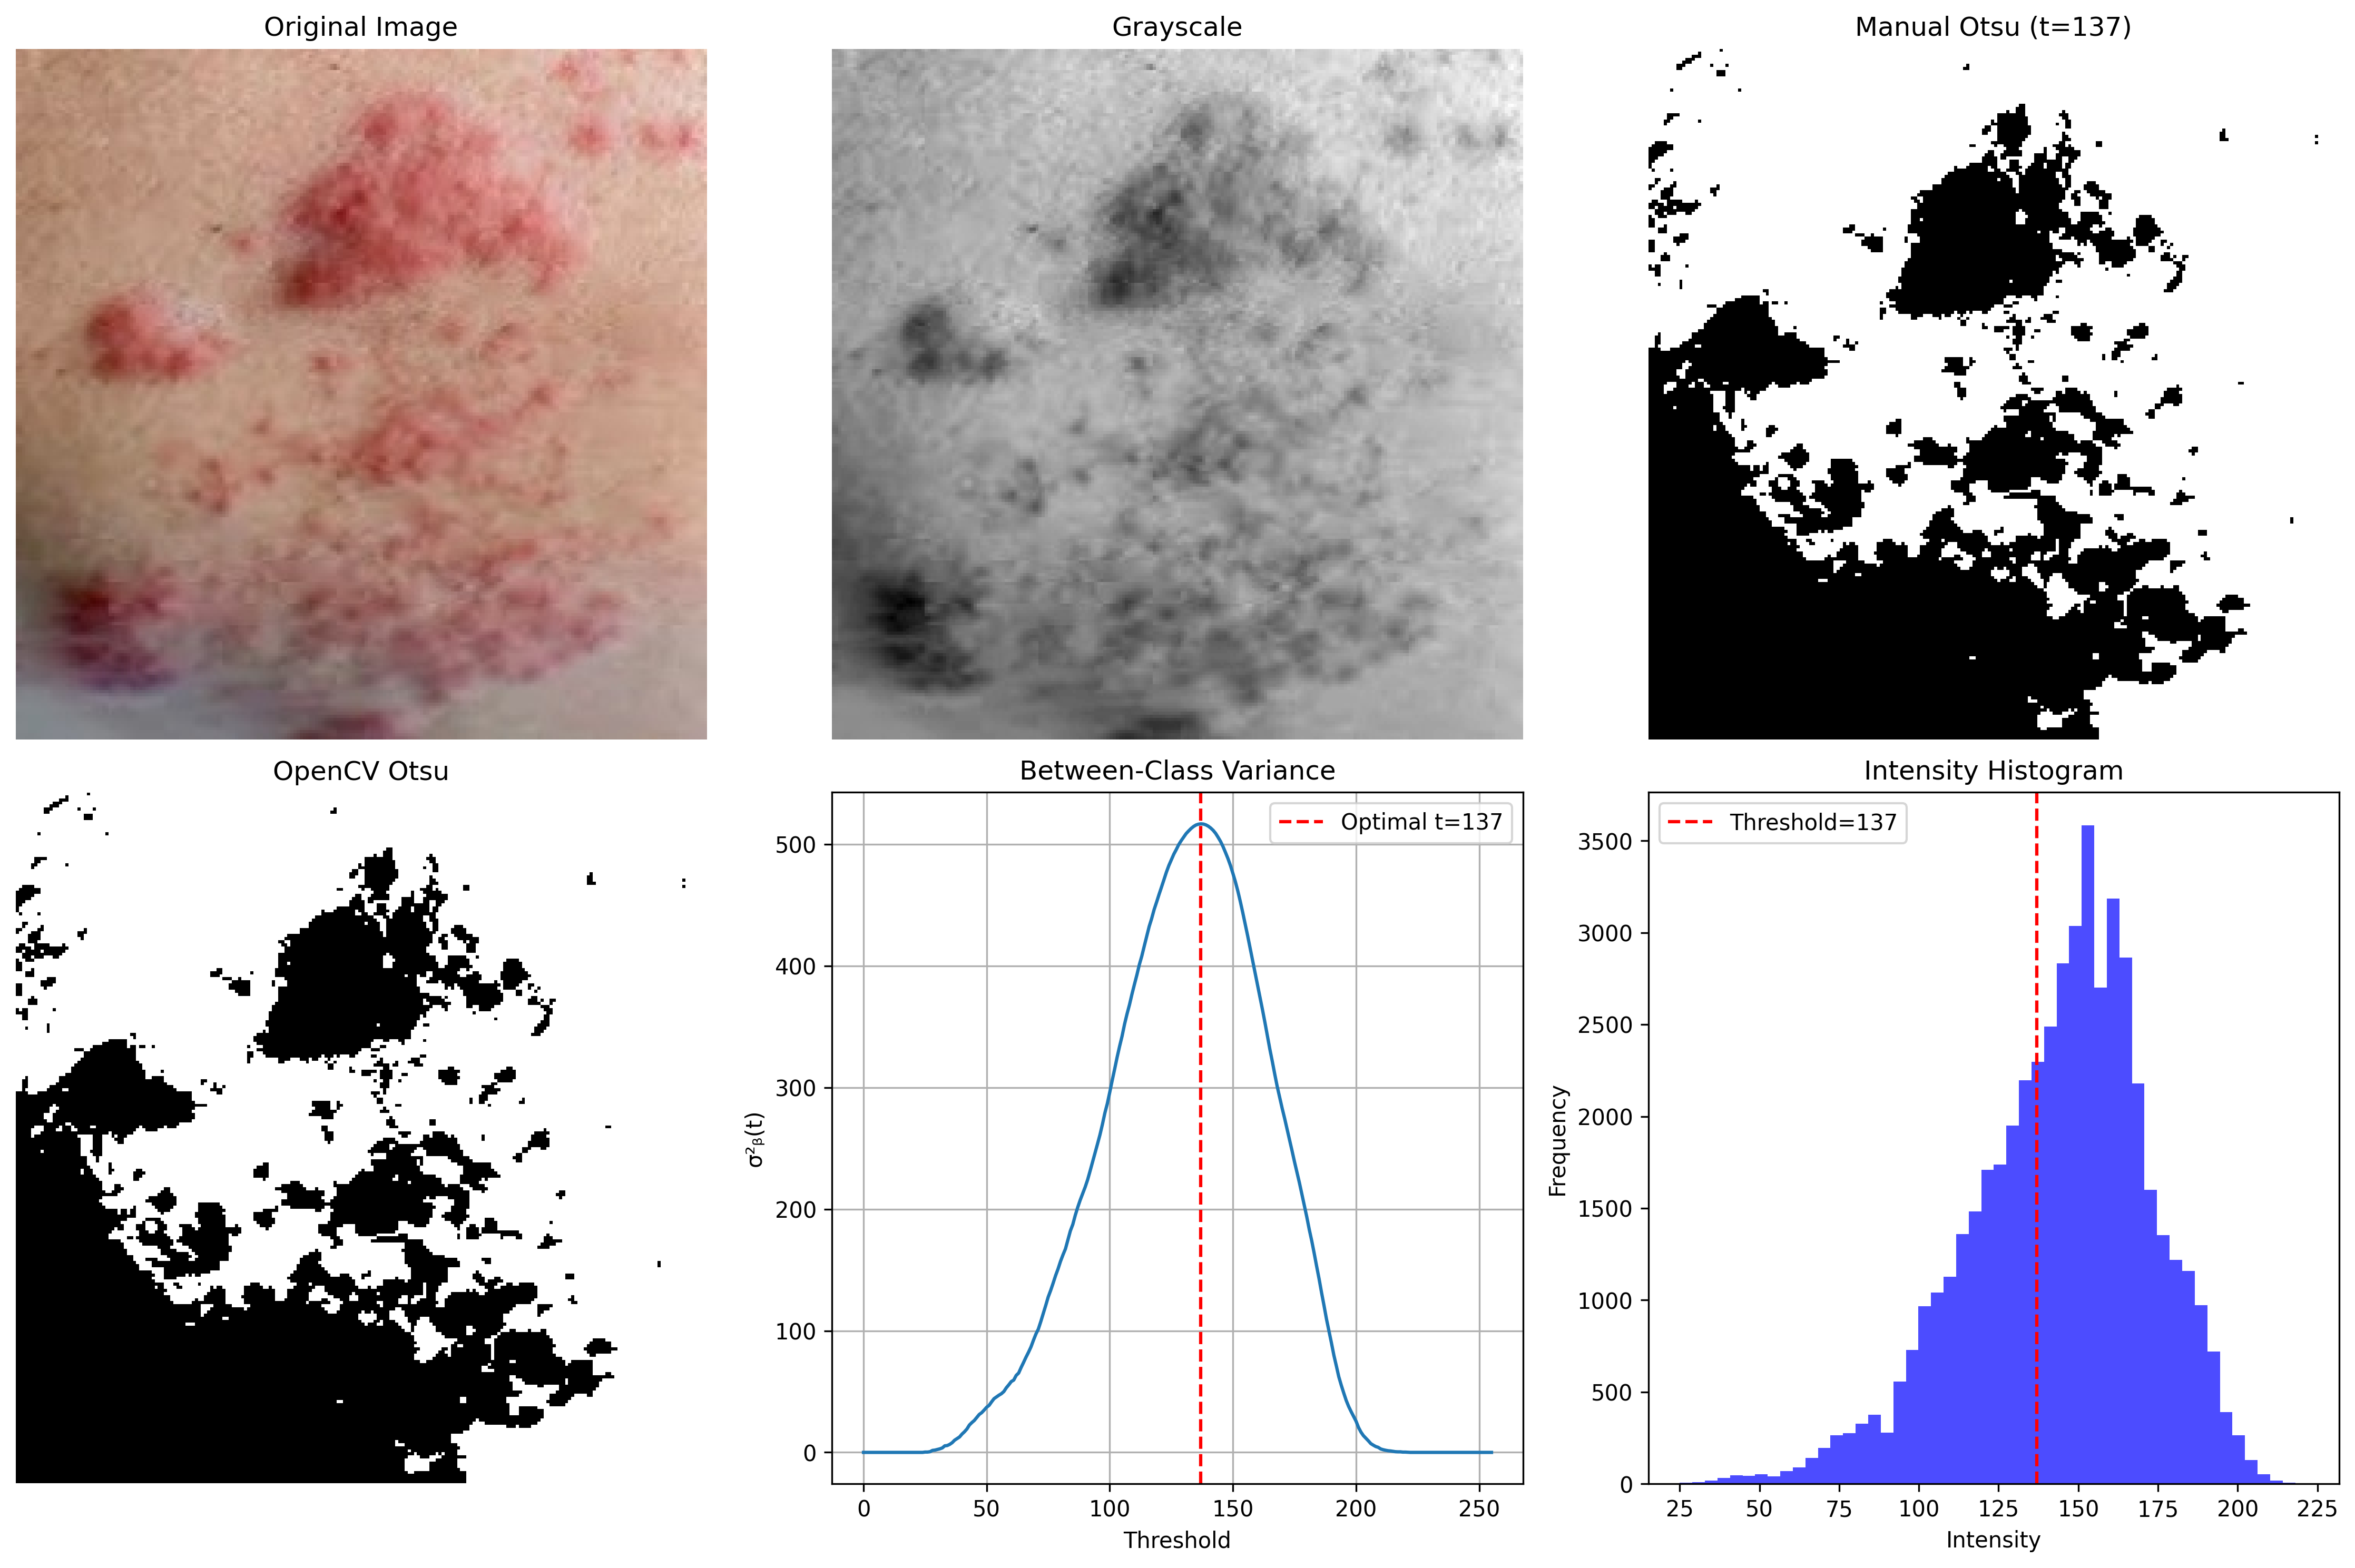 Original Image
Grayscale
Manual Otsu (t=137)
OpenCV Otsu
Between-Class Variance
Optimal t=137
500
400
300
200
100
0
σ²ᵦ(t)
0 50 100 150 200 250
Threshold
Intensity Histogram
Threshold=137
3500
3000
2500
2000
1500
1000
500
0
Frequency
25 50 75 100 125 150 175 200 225
Intensity